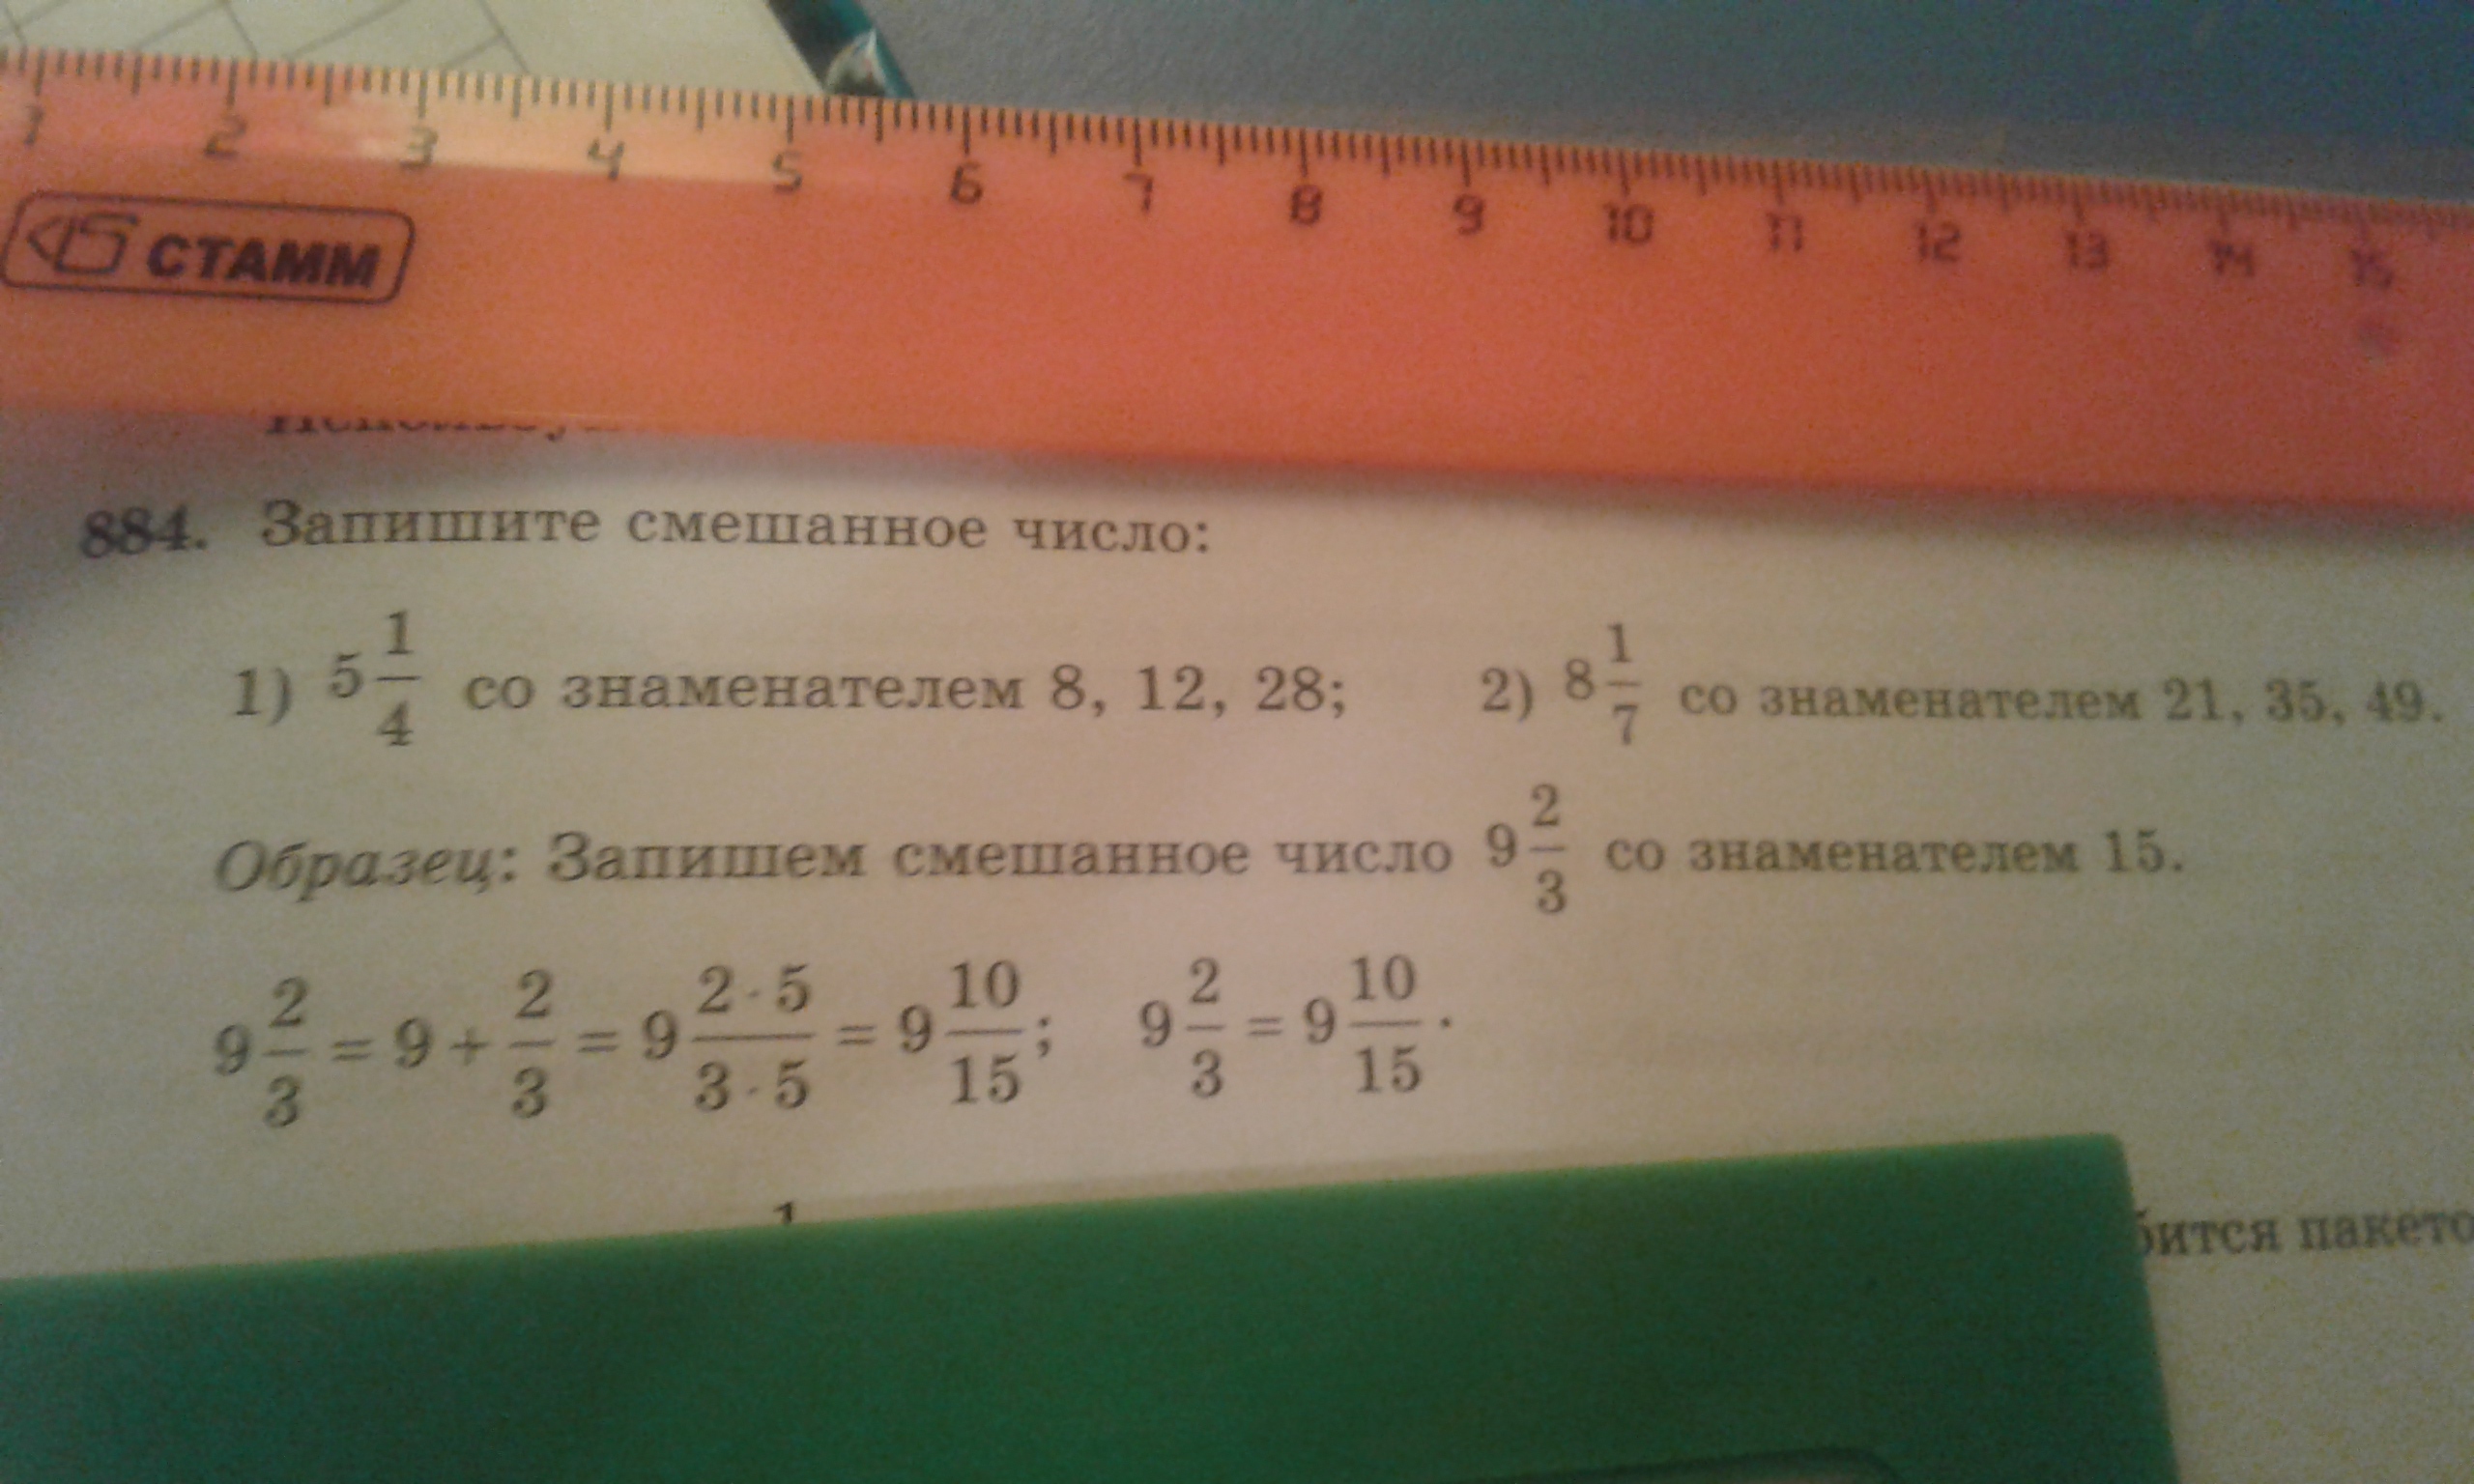 1 2 3 4 5 6 7 8 9 10 11 12 13 14 15
СТАММ
884. Запишите смешанное число:
1) 5 1/4 со знаменателем 8, 12, 28; 2) 8 1/7 со знаменателем 21, 35, 49.
Образец: Запишем смешанное число 9 2/3 со знаменателем 15.
9 2/3 = 9 + 2/3 = 9 2·5/3·5 = 9 10/15; 9 2/3 = 9 10/15.
1